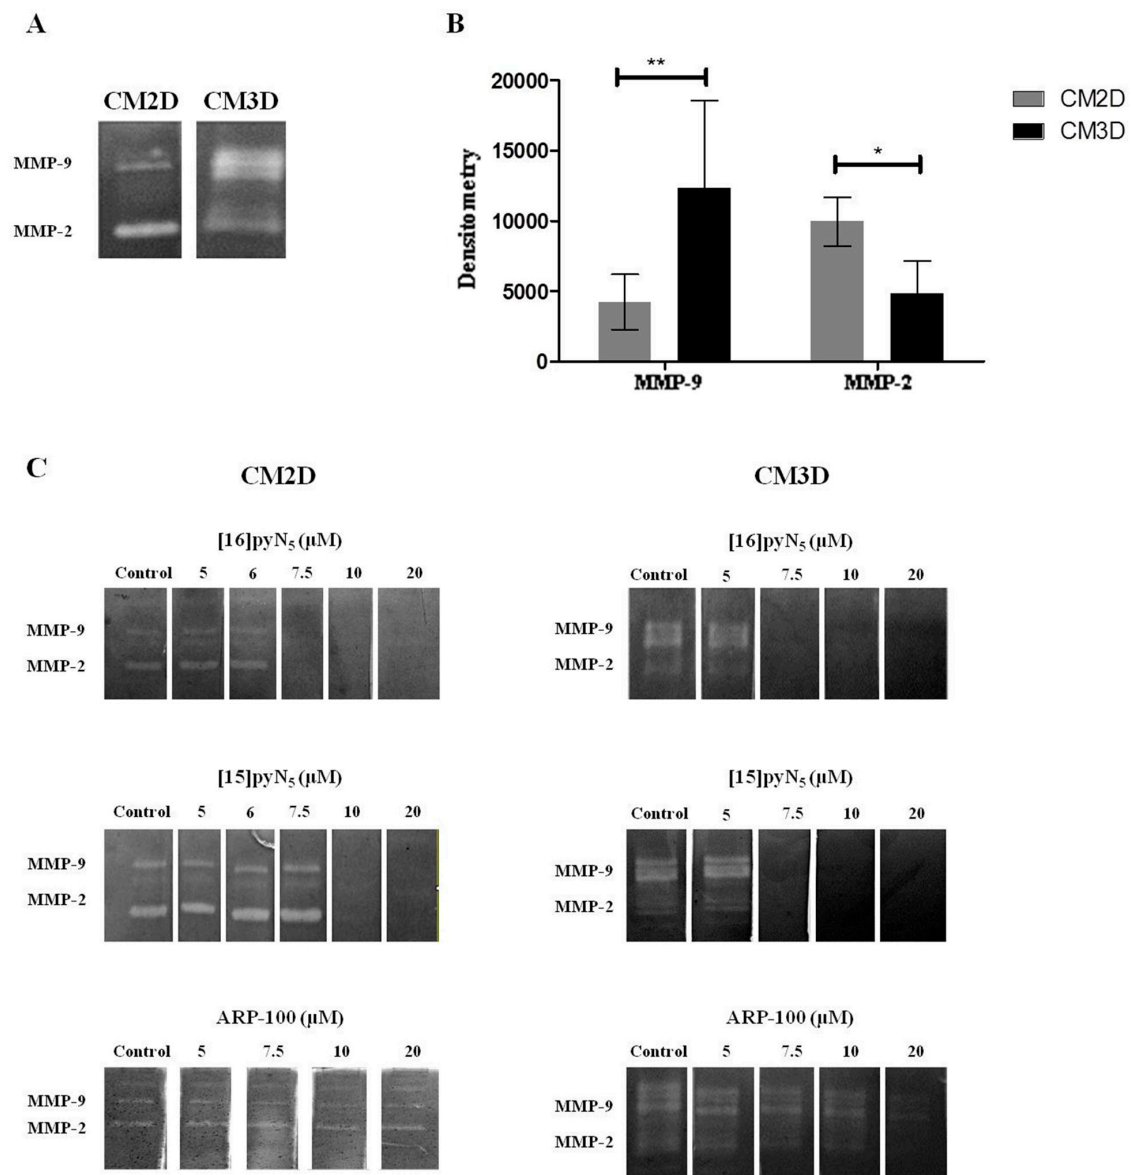 A
CM2D CM3D
MMP-9
MMP-2
B
20000
15000
10000
5000
0
Densitometry
**
*
MMP-9 MMP-2
CM2D
CM3D
C
CM2D
[16]pyN₅ (μM)
Control 5 6 7.5 10 20
MMP-9
MMP-2
[15]pyN₅ (μM)
Control 5 6 7.5 10 20
MMP-9
MMP-2
ARP-100 (μM)
Control 5 7.5 10 20
MMP-9
MMP-2
CM3D
[16]pyN₅ (μM)
Control 5 7.5 10 20
MMP-9
MMP-2
[15]pyN₅ (μM)
Control 5 7.5 10 20
MMP-9
MMP-2
ARP-100 (μM)
Control 5 7.5 10 20
MMP-9
MMP-2